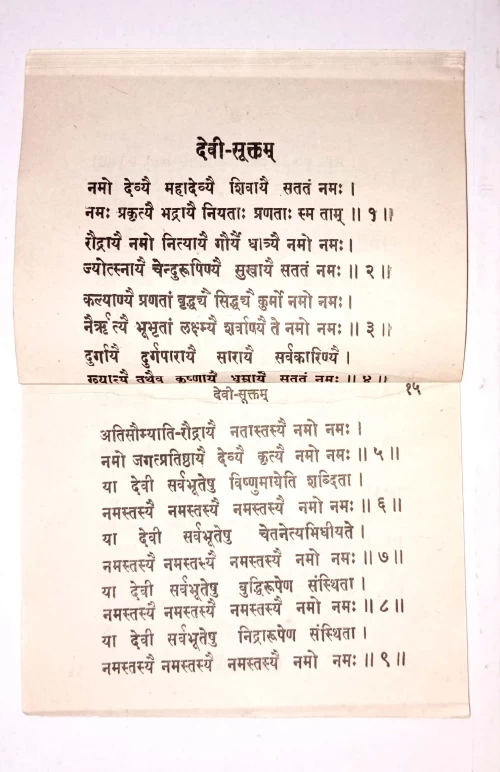 देवी-सूक्तम्
नमो देव्यै महादेव्यै शिवायै सततं नमः ।
नमः प्रकृत्यै भद्रायै नियताः प्रणताः स्म ताम् ॥ १ ॥
रौद्रायै नमो नित्यायै गौर्यै धात्र्यै नमो नमः ।
ज्योत्स्नायै चेन्दुरूपिण्यै सुखायै सततं नमः ॥ २ ॥
कल्याण्यै प्रणतां वृद्ध्यै सिद्ध्यै कुर्मो नमो नमः ।
नैर्ऋत्यै भूभृतां लक्ष्म्यै शर्वाण्यै ते नमो नमः ॥ ३ ॥
दुर्गायै दुर्गपारायै सारायै सर्वकारिण्यै ।
ख्यात्यै तथैव कृष्णायै धूम्रायै सततं नमः ॥ ४ ॥
देवी-सूक्तम् १५
अतिसौम्याति-रौद्रायै नतास्तस्यै नमो नमः ।
नमो जगत्प्रतिष्ठायै देव्यै कृत्यै नमो नमः ॥ ५ ॥
या देवी सर्वभूतेषु विष्णुमायेति शब्दिता ।
नमस्तस्यै नमस्तस्यै नमस्तस्यै नमो नमः ॥ ६ ॥
या देवी सर्वभूतेषु चेतनेत्यभिधीयते ।
नमस्तस्यै नमस्तस्यै नमस्तस्यै नमो नमः ॥ ७ ॥
या देवी सर्वभूतेषु बुद्धिरूपेण संस्थिता ।
नमस्तस्यै नमस्तस्यै नमस्तस्यै नमो नमः ॥ ८ ॥
या देवी सर्वभूतेषु निद्रारूपेण संस्थिता ।
नमस्तस्यै नमस्तस्यै नमस्तस्यै नमो नमः ॥ ९ ॥